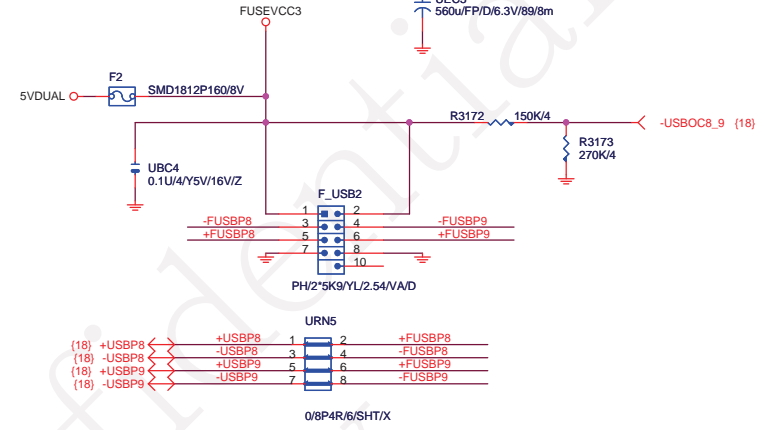 FUSEVCC3
560u/FP/D/6.3V/89/8m
F2
5VDUAL
SMD1812P160/8V
R3172
150K/4
-USBOC8_9 {18}
R3173
270K/4
UBC4
0.1U/4/Y5V/16V/Z
F_USB2
1 2
-FUSBP8 3 4 -FUSBP9
+FUSBP8 5 6 +FUSBP9
7 8
10
PH/2*5K9/YL/2.54/VA/D
URN5
{18} +USBP8 +USBP8 1 2 +FUSBP8
{18} -USBP8 -USBP8 3 4 -FUSBP8
{18} +USBP9 +USBP9 5 6 +FUSBP9
{18} -USBP9 -USBP9 7 8 -FUSBP9
0/8P4R/6/SHT/X